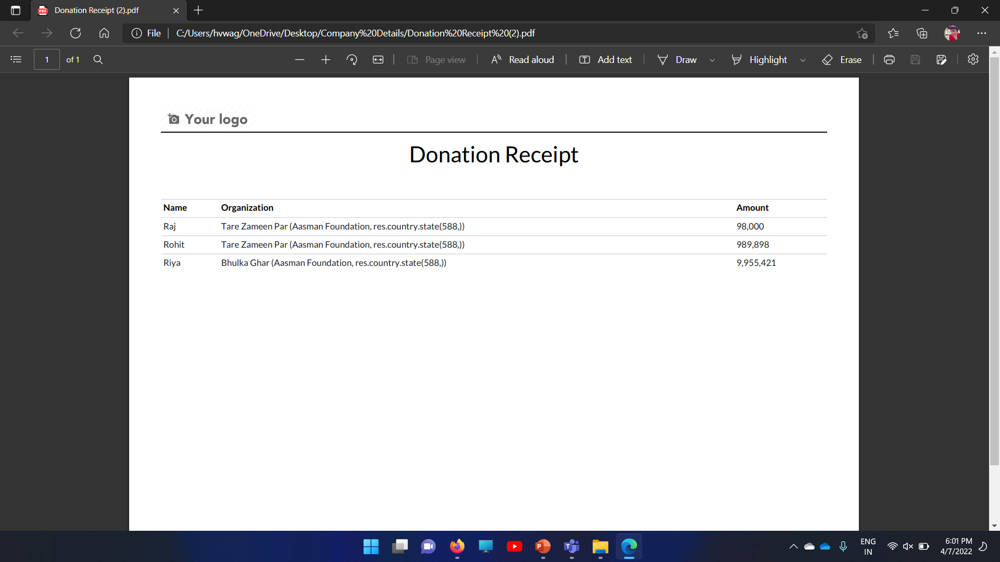 Donation Receipt (2).pdf
File
C:/Users/hvwag/OneDrive/Desktop/Company%20Details/Donation%20Receipt%20(2).pdf
1 of 1 Page view Read aloud Add text Draw Highlight Erase
Your logo
Donation Receipt
Name Organization Amount
Raj Tare Zameen Par (Aasman Foundation, res.country.state(588,)) 98,000
Rohit Tare Zameen Par (Aasman Foundation, res.country.state(588,)) 989,898
Riya Bhulka Ghar (Aasman Foundation, res.country.state(588,)) 9,955,421
ENG
IN
6:01 PM
4/7/2022